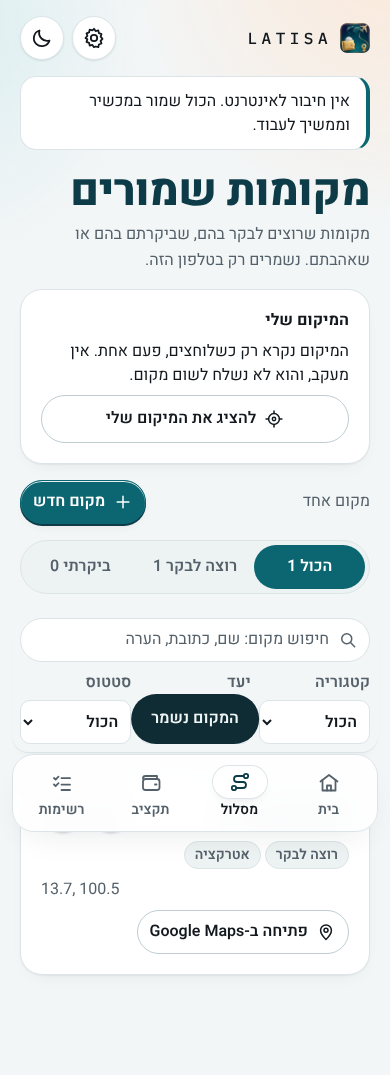 LATISA
אין חיבור לאינטרנט. הכול שמור במכשיר
וממשיך לעבוד.
מקומות שמורים
מקומות שרוצים לבקר בהם, שביקרתם בהם או
שאהבתם. נשמרים רק בטלפון הזה.
המיקום שלי
המיקום נקרא רק כשלוחצים, פעם אחת. אין
מעקב, והוא לא נשלח לשום מקום.
להציג את המיקום שלי
מקום אחד
מקום חדש
הכול 1
רוצה לבקר 1
ביקרתי 0
חיפוש מקום: שם, כתובת, הערה
קטגוריה
יעד
סטטוס
הכול
המקום נשמר
הכול
בית
מסלול
תקציב
רשימות
רוצה לבקר
אטרקציה
13.7, 100.5
פתיחה ב-Google Maps